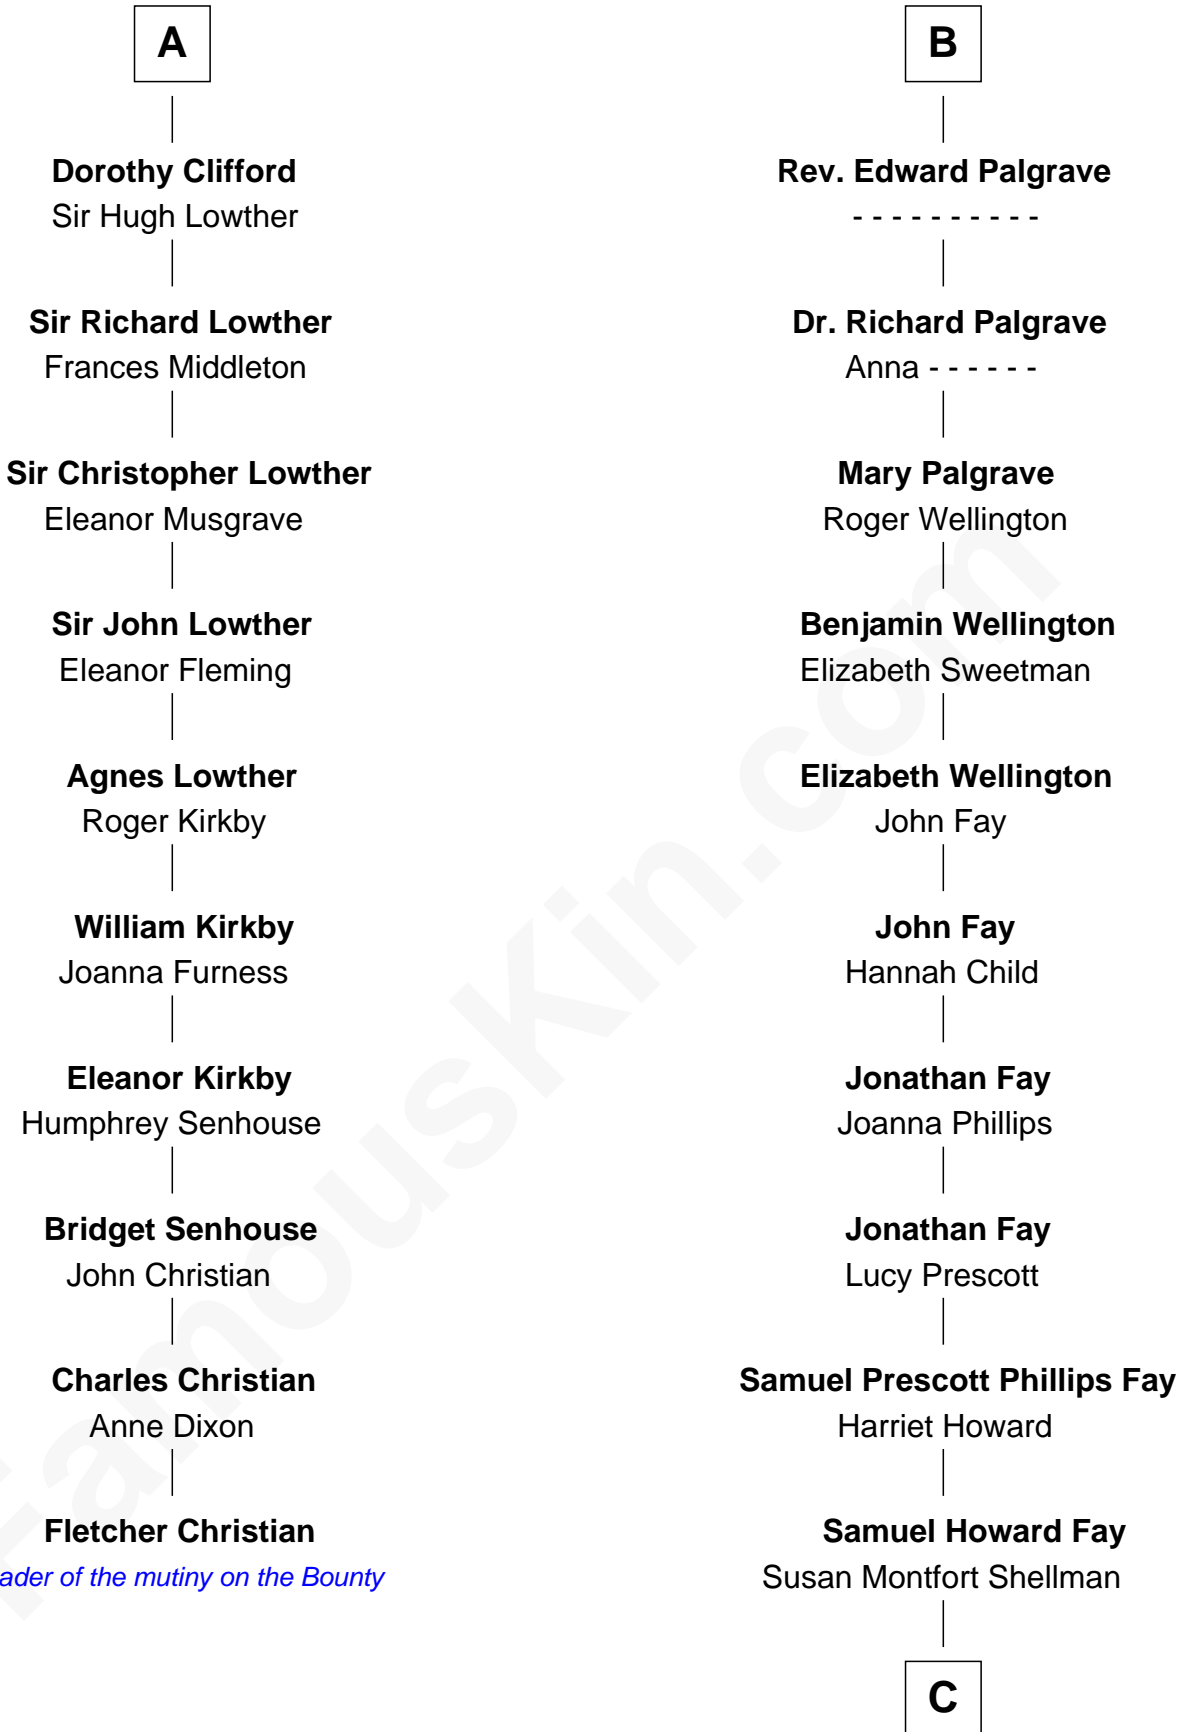 A
Dorothy Clifford
Sir Hugh Lowther
Sir Richard Lowther
Frances Middleton
Sir Christopher Lowther
Eleanor Musgrave
Sir John Lowther
Eleanor Fleming
Agnes Lowther
Roger Kirkby
William Kirkby
Joanna Furness
Eleanor Kirkby
Humphrey Senhouse
Bridget Senhouse
John Christian
Charles Christian
Anne Dixon
Fletcher Christian
ader of the mutiny on the Bounty
B
Rev. Edward Palgrave
- - - - - - - - - -
Dr. Richard Palgrave
Anna - - - - - -
Mary Palgrave
Roger Wellington
Benjamin Wellington
Elizabeth Sweetman
Elizabeth Wellington
John Fay
John Fay
Hannah Child
Jonathan Fay
Joanna Phillips
Jonathan Fay
Lucy Prescott
Samuel Prescott Phillips Fay
Harriet Howard
Samuel Howard Fay
Susan Montfort Shellman
C
FamousKin.com